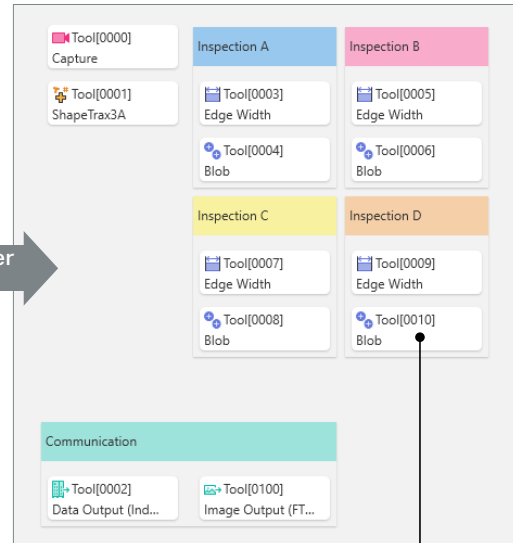 Tool[0000]
Capture
Tool[0001]
ShapeTrax3A
Inspection A
Tool[0003]
Edge Width
Tool[0004]
Blob
Inspection B
Tool[0005]
Edge Width
Tool[0006]
Blob
Inspection C
Tool[0007]
Edge Width
Tool[0008]
Blob
Inspection D
Tool[0009]
Edge Width
Tool[0010]
Blob
er
Communication
Tool[0002]
Data Output (Ind...
Tool[0100]
Image Output (FT...